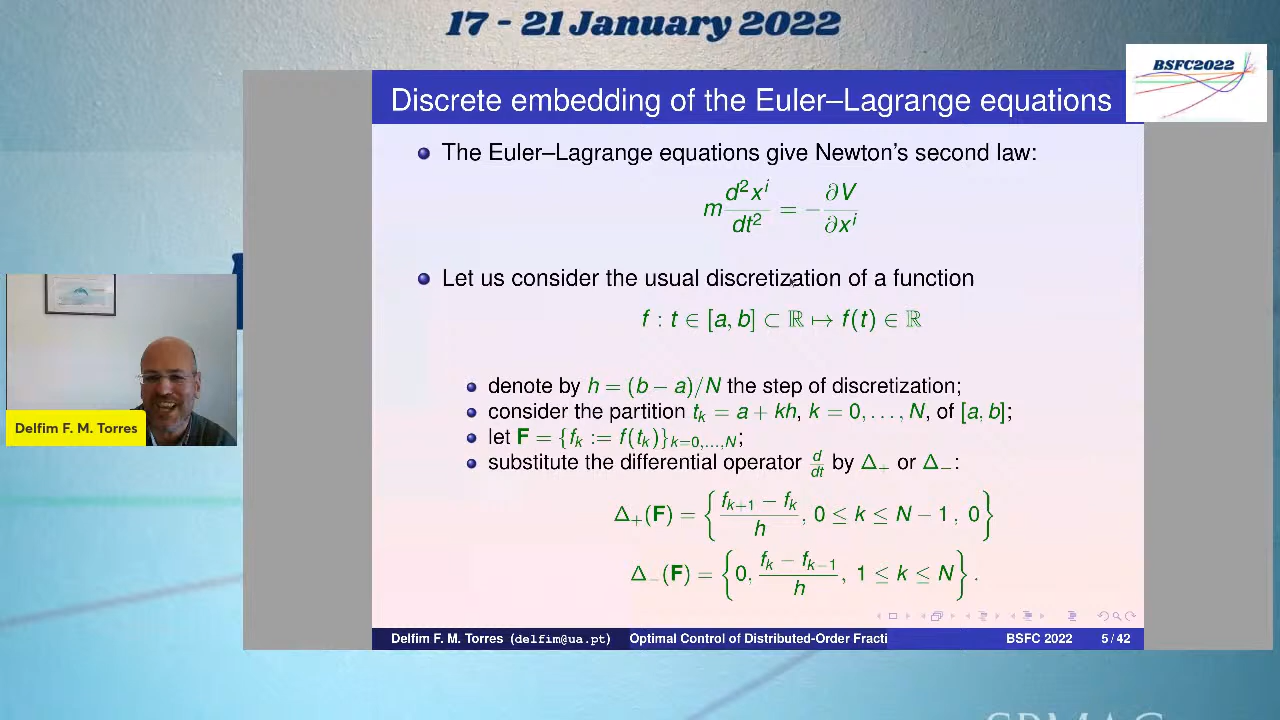 17 - 21 January 2022
BSFC2022
Discrete embedding of the Euler–Lagrange equations
The Euler–Lagrange equations give Newton's second law:
m d²xⁱ/dt² = − ∂V/∂xⁱ
Let us consider the usual discretization of a function
f : t ∈ [a, b] ⊂ ℝ ↦ f(t) ∈ ℝ
denote by h = (b − a)/N the step of discretization;
consider the partition t_k = a + kh, k = 0, . . . , N, of [a, b];
let F = {f_k := f(t_k)}_{k=0,...,N};
substitute the differential operator d/dt by Δ₊ or Δ₋:
Δ₊(F) = { (f_{k+1} − f_k)/h, 0 ≤ k ≤ N − 1, 0 }
Δ₋(F) = { 0, (f_k − f_{k−1})/h, 1 ≤ k ≤ N } .
Delfim F. M. Torres
Delfim F. M. Torres (delfim@ua.pt) Optimal Control of Distributed-Order Fracti BSFC 2022 5 / 42